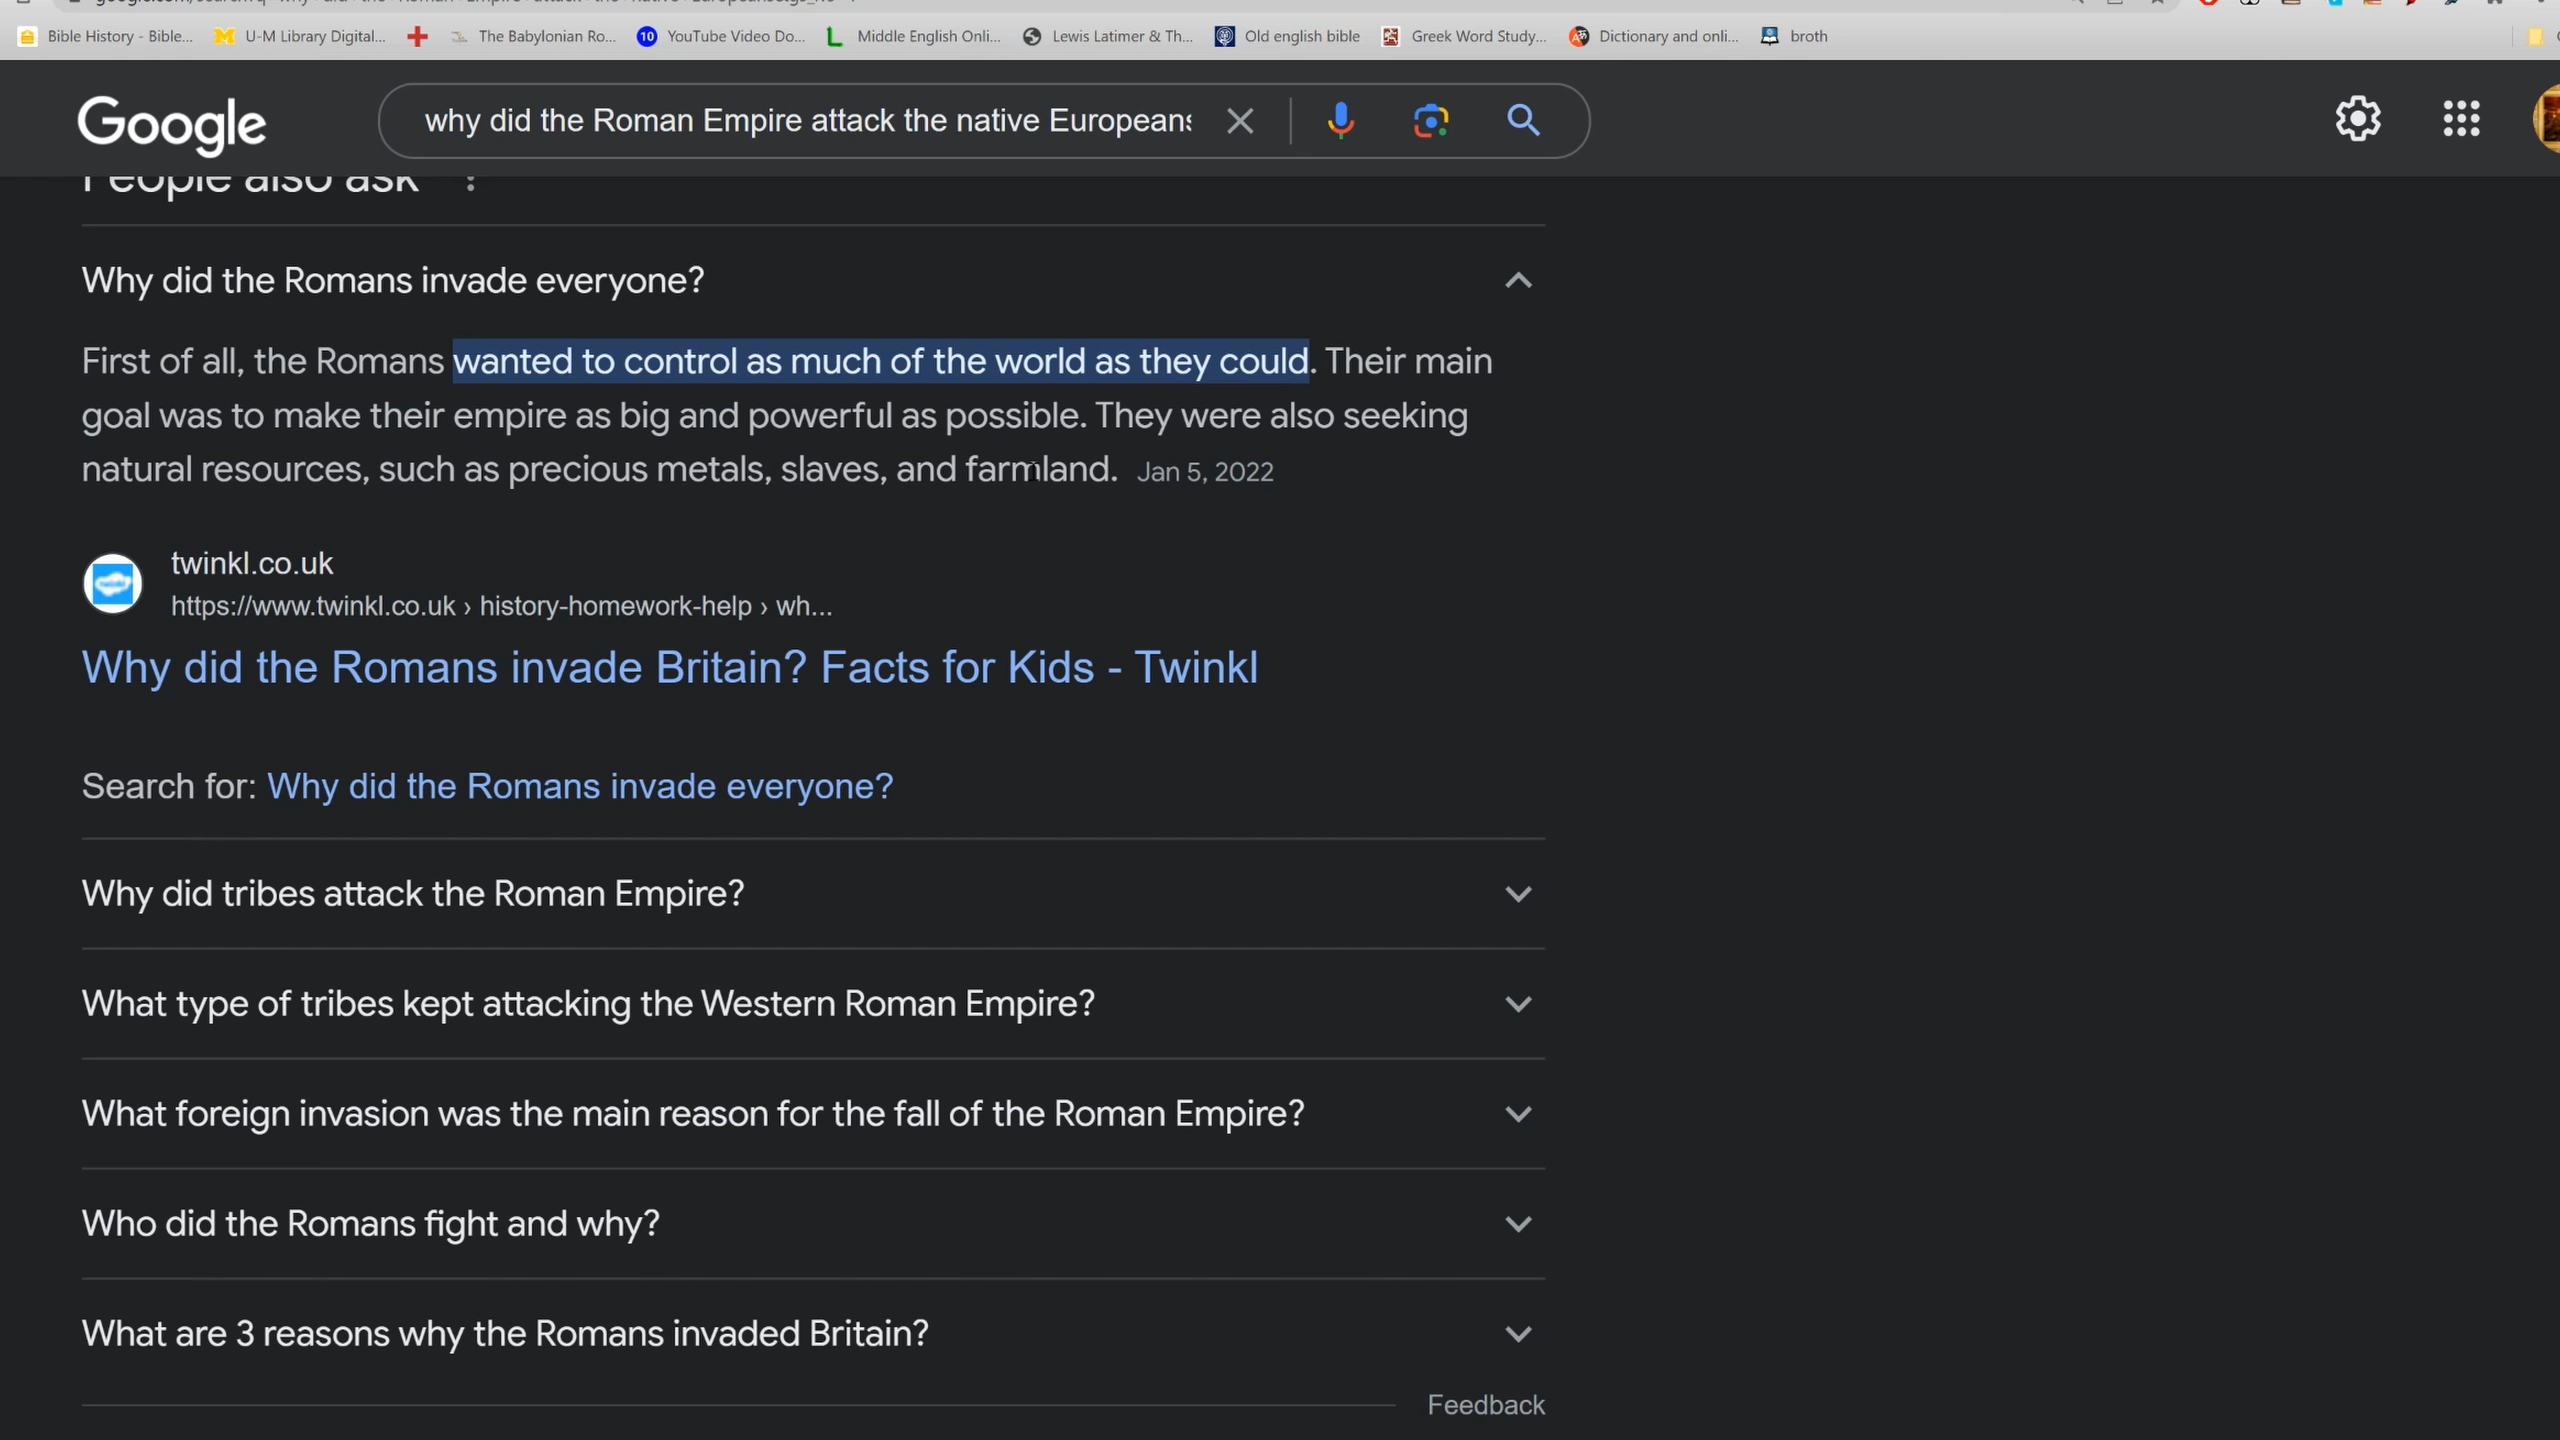 Bible History - Bible... U-M Library Digital... The Babylonian Ro... 10 YouTube Video Do... L Middle English Onli... Lewis Latimer & Th... Old english bible Greek Word Study... Dictionary and onli... broth
Google why did the Roman Empire attack the native Europeans
People also ask
Why did the Romans invade everyone?
First of all, the Romans wanted to control as much of the world as they could. Their main
goal was to make their empire as big and powerful as possible. They were also seeking
natural resources, such as precious metals, slaves, and farmland. Jan 5, 2022
twinkl.co.uk
https://www.twinkl.co.uk › history-homework-help › wh...
Why did the Romans invade Britain? Facts for Kids - Twinkl
Search for: Why did the Romans invade everyone?
Why did tribes attack the Roman Empire?
What type of tribes kept attacking the Western Roman Empire?
What foreign invasion was the main reason for the fall of the Roman Empire?
Who did the Romans fight and why?
What are 3 reasons why the Romans invaded Britain?
Feedback